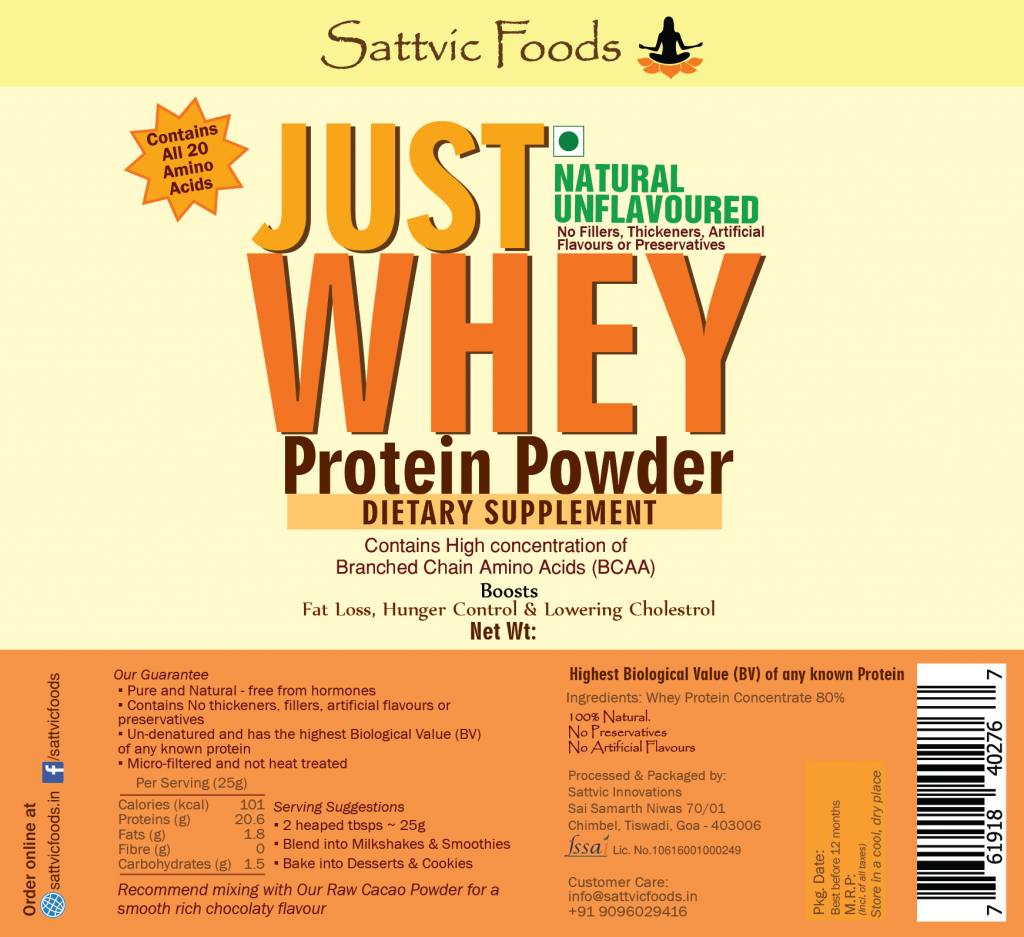 Sattvic Foods
Contains
All 20
Amino
Acids
JUST
NATURAL
UNFLAVOURED
No Fillers, Thickeners, Artificial
Flavours or Preservatives
WHEY
Protein Powder
DIETARY SUPPLEMENT
Contains High concentration of
Branched Chain Amino Acids (BCAA)
Boosts
Fat Loss, Hunger Control & Lowering Cholestrol
Net Wt:
Order online at
sattvicfoods.in f/sattvicfoods
Our Guarantee
▪ Pure and Natural - free from hormones
▪ Contains No thickeners, fillers, artificial flavours or
preservatives
▪ Un-denatured and has the highest Biological Value (BV)
of any known protein
▪ Micro-filtered and not heat treated
Per Serving (25g)
Calories (kcal) 101
Proteins (g) 20.6
Fats (g) 1.8
Fibre (g) 0
Carbohydrates (g) 1.5
Serving Suggestions
▪ 2 heaped tbsps ~ 25g
▪ Blend into Milkshakes & Smoothies
▪ Bake into Desserts & Cookies
Recommend mixing with Our Raw Cacao Powder for a
smooth rich chocolaty flavour
Highest Biological Value (BV) of any known Protein
Ingredients: Whey Protein Concentrate 80%
100% Natural.
No Preservatives
No Artificial Flavours
Processed & Packaged by:
Sattvic Innovations
Sai Samarth Niwas 70/01
Chimbel, Tiswadi, Goa - 403006
fssai Lic. No.10616001000249
Customer Care:
info@sattvicfoods.in
+91 9096029416
Pkg. Date:
Best before 12 months
M.R.P.:
(Incl. of all taxes)
Store in a cool, dry place
7 61918 40276 7